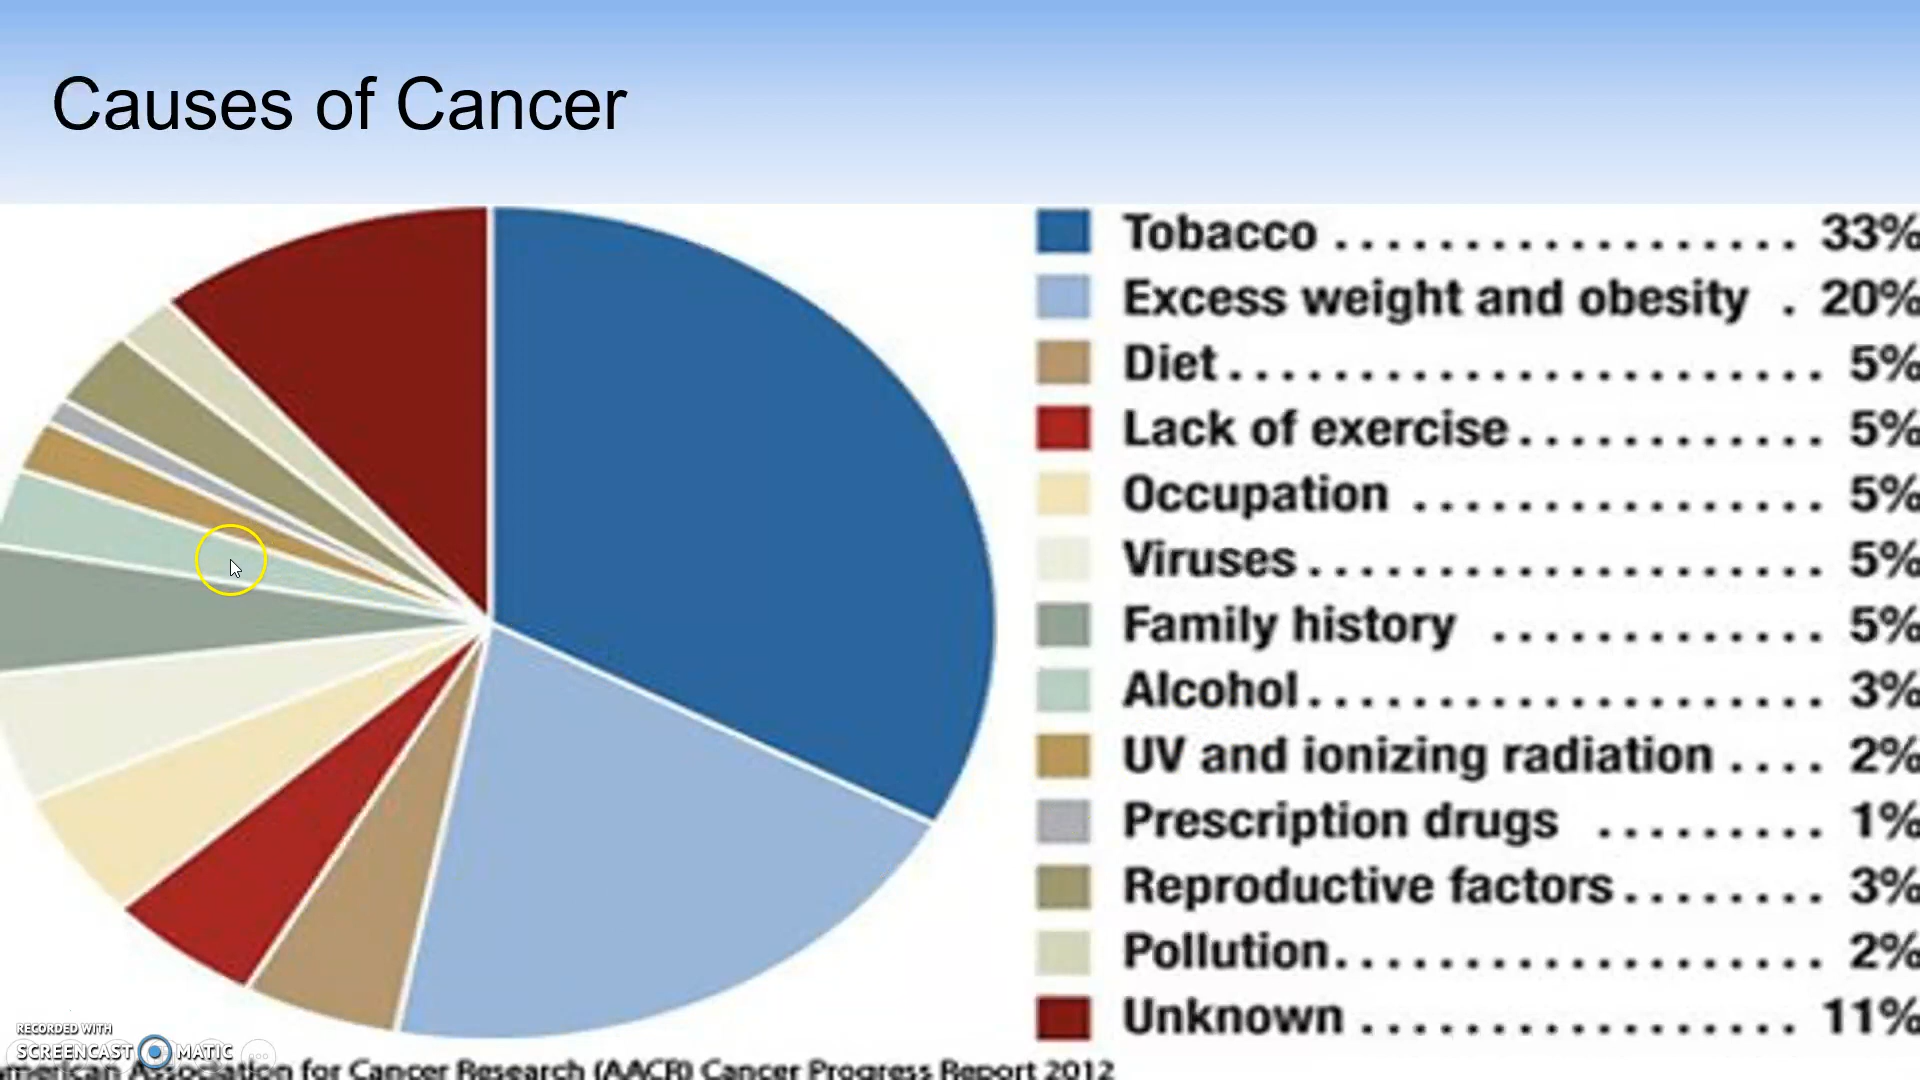 Causes of Cancer
Tobacco . . . . . . . . . . . . . . . . . . 33%
Excess weight and obesity . 20%
Diet . . . . . . . . . . . . . . . . . . . . . . . 5%
Lack of exercise . . . . . . . . . . . . 5%
Occupation . . . . . . . . . . . . . . . . 5%
Viruses . . . . . . . . . . . . . . . . . . . . 5%
Family history . . . . . . . . . . . . . 5%
Alcohol . . . . . . . . . . . . . . . . . . . . 3%
UV and ionizing radiation . . . . 2%
Prescription drugs . . . . . . . . . 1%
Reproductive factors . . . . . . . . 3%
Pollution . . . . . . . . . . . . . . . . . . . 2%
Unknown . . . . . . . . . . . . . . . . . 11%
RECORDED WITH
SCREENCAST MATIC
American Association for Cancer Research (AACR) Cancer Progress Report 2012